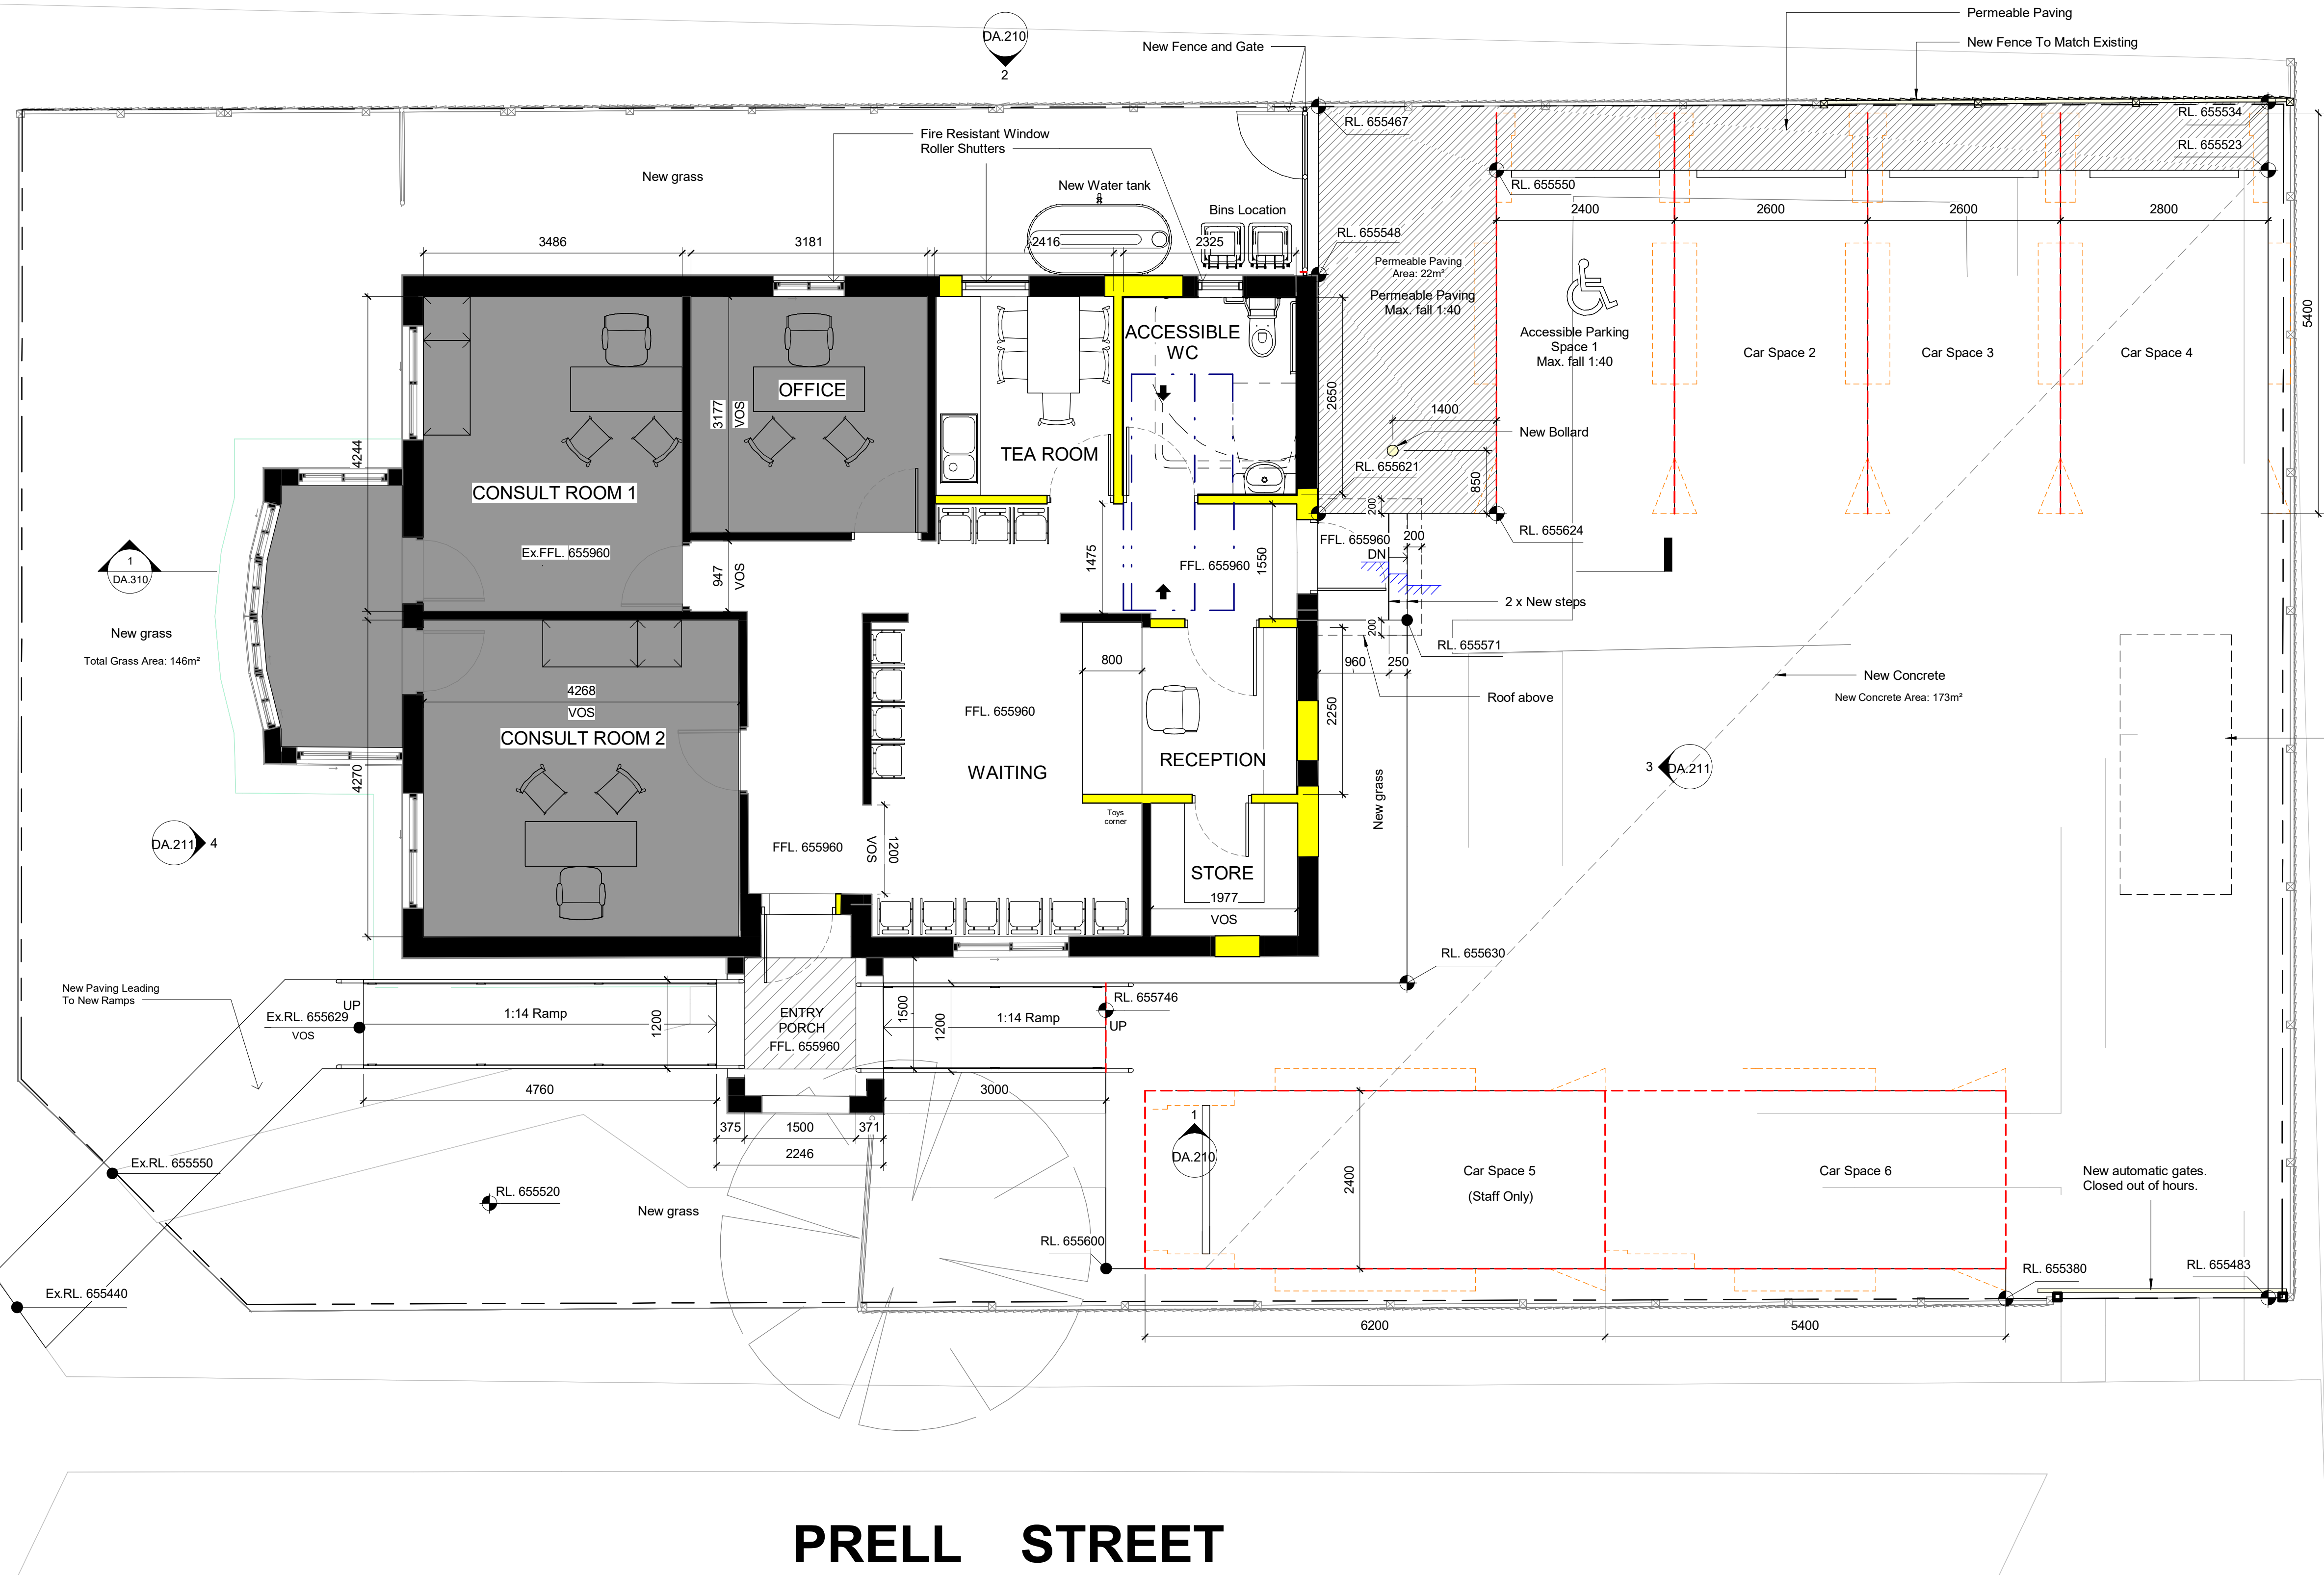 Permeable Paving
New Fence To Match Existing
DA.210
2
New Fence and Gate
RL. 655467
RL. 655534
RL. 655523
Fire Resistant Window
Roller Shutters
New grass
New Water tank
Bins Location
RL. 655550
2400
2600
2600
2800
3486
3181
2416
2325
RL. 655548
Permeable Paving
Area: 22m²
Permeable Paving
Max. fall 1:40
5400
Accessible Parking
Space 1
Max. fall 1:40
Car Space 2
Car Space 3
Car Space 4
ACCESSIBLE
WC
OFFICE
3177
VOS
2650
1400
New Bollard
TEA ROOM
4244
RL. 655621
850
CONSULT ROOM 1
200
RL. 655624
Ex.FFL. 655960
1475
1550
FFL. 655960
200
DN
FFL. 655960
947
VOS
1
DA.310
2 x New steps
New grass
Total Grass Area: 146m²
200
RL. 655571
800
960
250
New Concrete
New Concrete Area: 173m²
4268
VOS
Roof above
FFL. 655960
2250
CONSULT ROOM 2
RECEPTION
WAITING
3
DA.211
4270
New grass
Toys
corner
DA.211
4
FFL. 655960
VOS
1200
STORE
1977
VOS
RL. 655630
New Paving Leading
To New Ramps
UP
Ex.RL. 655629
VOS
1:14 Ramp
1200
ENTRY
PORCH
FFL. 655960
1500
1200
1:14 Ramp
RL. 655746
UP
4760
3000
375
1500
371
2246
1
DA.210
Ex.RL. 655550
RL. 655520
New grass
2400
Car Space 5
(Staff Only)
Car Space 6
New automatic gates.
Closed out of hours.
RL. 655600
RL. 655380
RL. 655483
Ex.RL. 655440
6200
5400
PRELL STREET